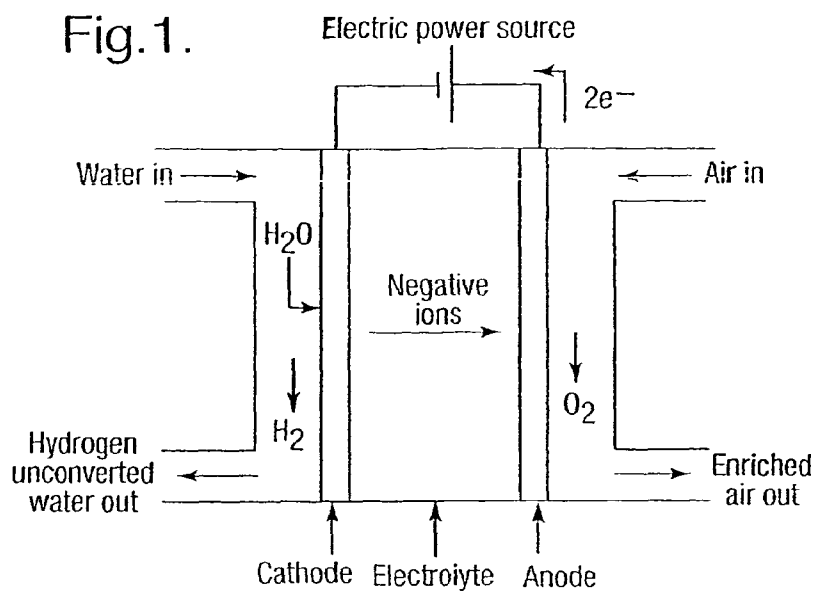 Fig.1.
Electric power source
2e−
Water in
Air in
H₂O
Negative
ions
H₂
O₂
Hydrogen
unconverted
water out
Enriched
air out
Cathode
Electrolyte
Anode